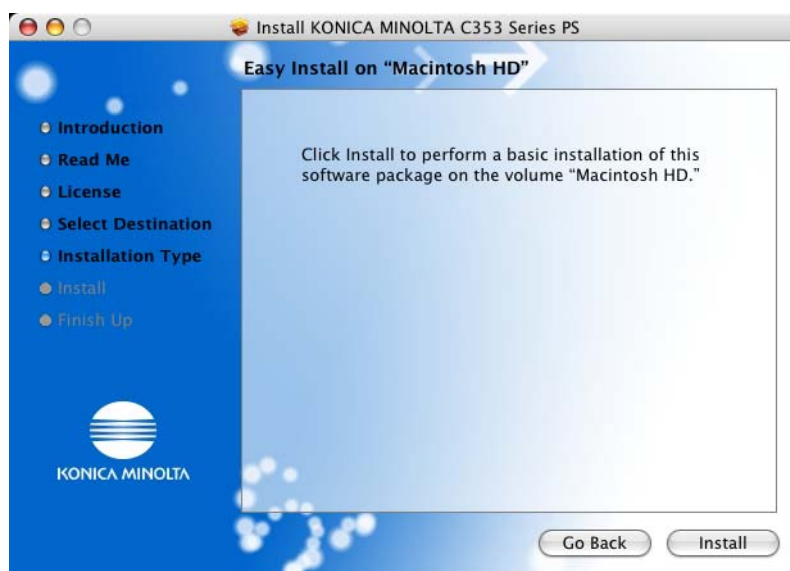 Install KONICA MINOLTA C353 Series PS
Easy Install on “Macintosh HD”
Introduction
Read Me
License
Select Destination
Installation Type
Install
Finish Up
Click Install to perform a basic installation of this
software package on the volume “Macintosh HD.”
KONICA MINOLTA
Go Back
Install